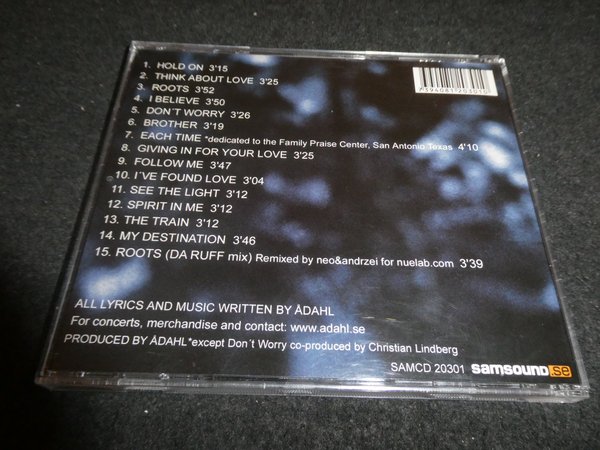 1. HOLD ON 3'15
2. THINK ABOUT LOVE 3'25
3. ROOTS 3'52
4. I BELIEVE 3'50
5. DON´T WORRY 3'26
6. BROTHER 3'19
7. EACH TIME *dedicated to the Family Praise Center, San Antonio Texas 4'10
8. GIVING IN FOR YOUR LOVE 3'25
9. FOLLOW ME 3'47
10. I´VE FOUND LOVE 3'04
11. SEE THE LIGHT 3'12
12. SPIRIT IN ME 3'12
13. THE TRAIN 3'12
14. MY DESTINATION 3'46
15. ROOTS (DA RUFF mix) Remixed by neo&andrzei for nuelab.com 3'39
7394061203010
ALL LYRICS AND MUSIC WRITTEN BY ÅDAHL
For concerts, merchandise and contact: www.adahl.se
PRODUCED BY ÅDAHL*except Don´t Worry co-produced by Christian Lindberg
SAMCD 20301 samsound.se